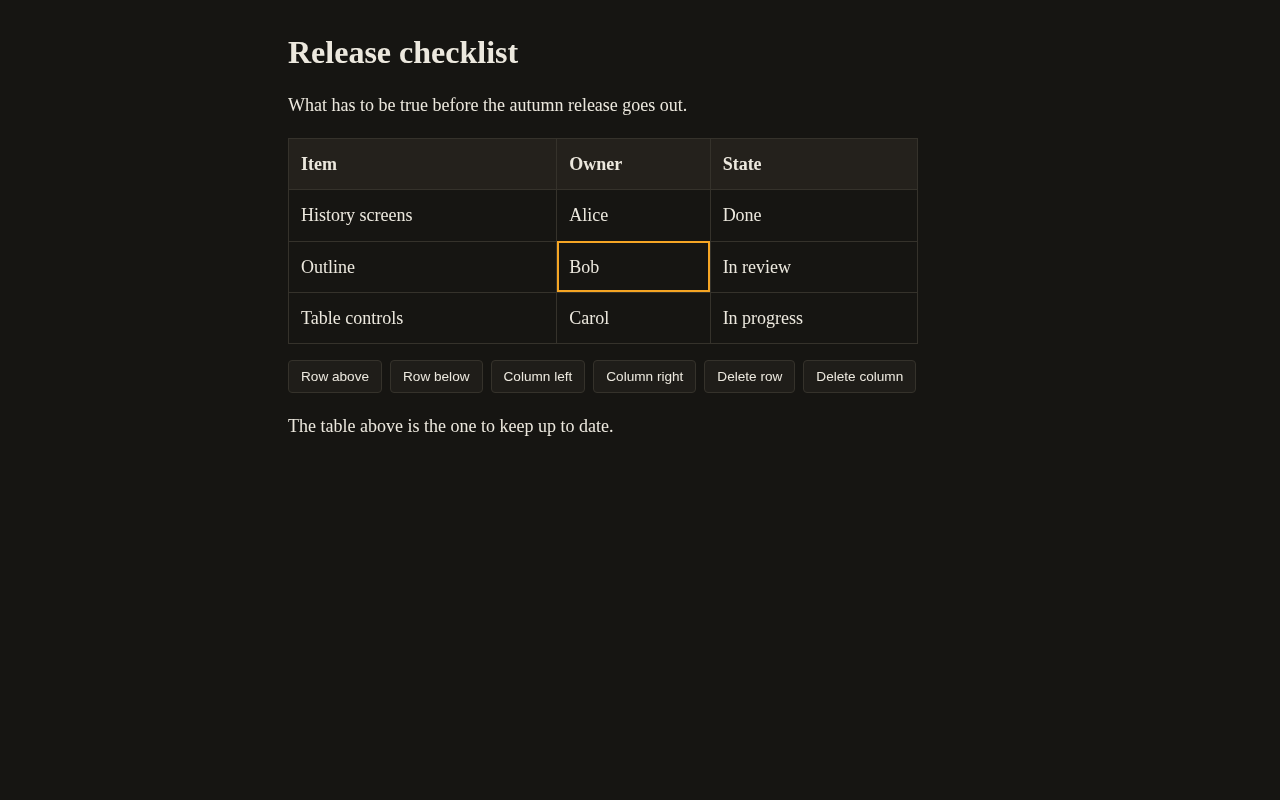 Release checklist
What has to be true before the autumn release goes out.
Item Owner State
History screens Alice Done
Outline Bob In review
Table controls Carol In progress
Row above Row below Column left Column right Delete row Delete column
The table above is the one to keep up to date.